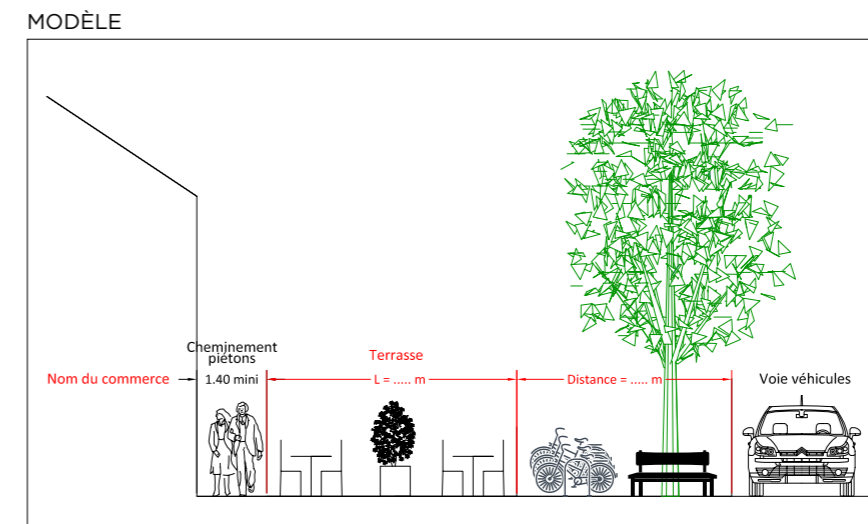 MODÈLE
Cheminement
piétons
Terrasse
Nom du commerce
1.40 mini
L = ..... m
Distance = ..... m
Voie véhicules